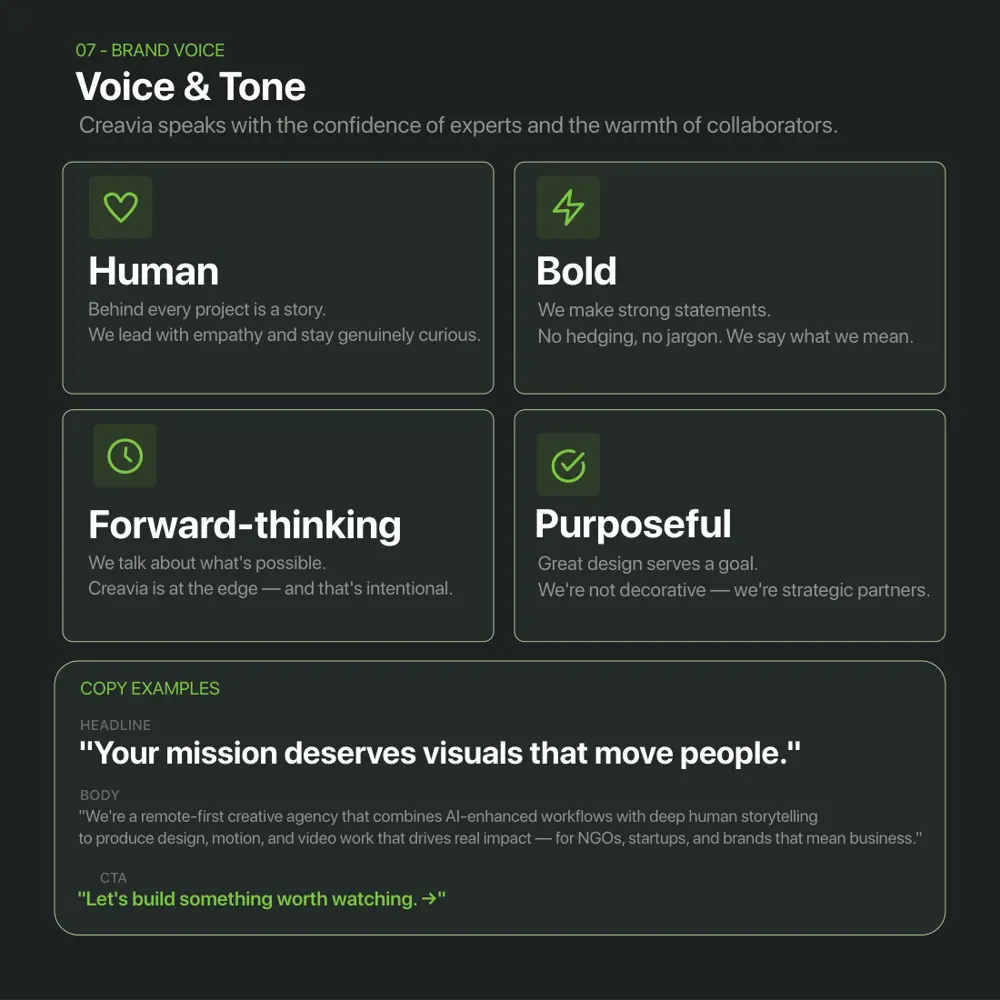 07 - BRAND VOICE
Voice & Tone
Creavia speaks with the confidence of experts and the warmth of collaborators.
Human
Behind every project is a story.
We lead with empathy and stay genuinely curious.
Bold
We make strong statements.
No hedging, no jargon. We say what we mean.
Forward-thinking
We talk about what's possible.
Creavia is at the edge — and that's intentional.
Purposeful
Great design serves a goal.
We're not decorative — we're strategic partners.
COPY EXAMPLES
HEADLINE
"Your mission deserves visuals that move people."
BODY
"We're a remote-first creative agency that combines AI-enhanced workflows with deep human storytelling
to produce design, motion, and video work that drives real impact — for NGOs, startups, and brands that mean business."
CTA
"Let's build something worth watching. →"